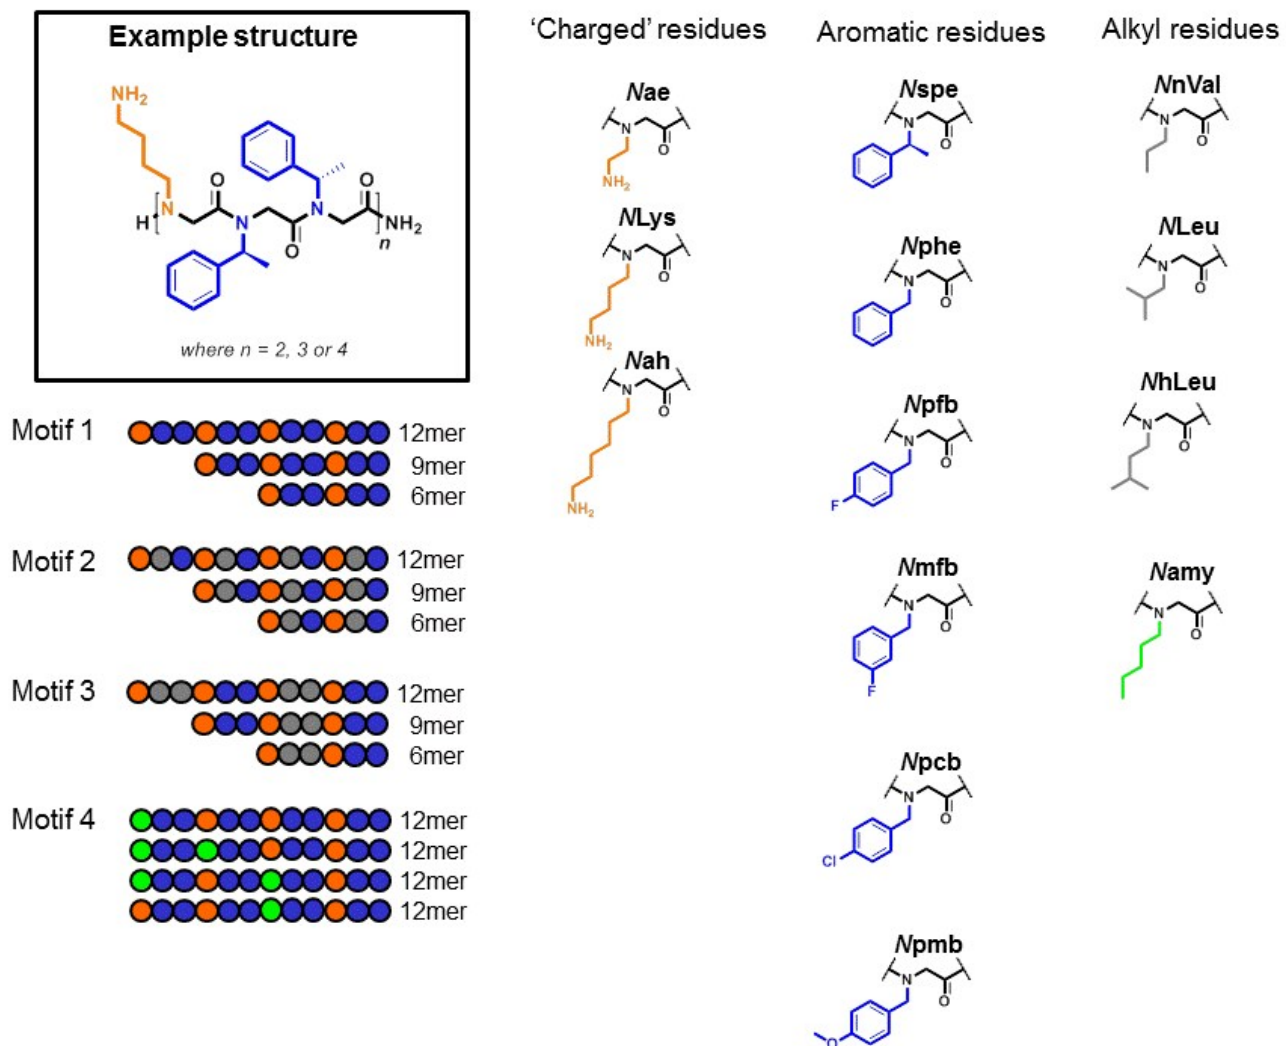 Example structure
NH₂
O
O
H
N
N
N
NH₂
O
n
where n = 2, 3 or 4
Motif 1
12mer
9mer
6mer
Motif 2
12mer
9mer
6mer
Motif 3
12mer
9mer
6mer
Motif 4
12mer
12mer
12mer
12mer
‘Charged’ residues
Nae
N
O
NH₂
NLys
N
O
NH₂
Nah
N
O
NH₂
Aromatic residues
Nspe
N
O
Nphe
N
O
Npfb
N
O
F
Nmfb
N
O
F
Npcb
N
O
Cl
Npmb
N
O
O
Alkyl residues
NnVal
N
O
NLeu
N
O
NhLeu
N
O
Namy
N
O